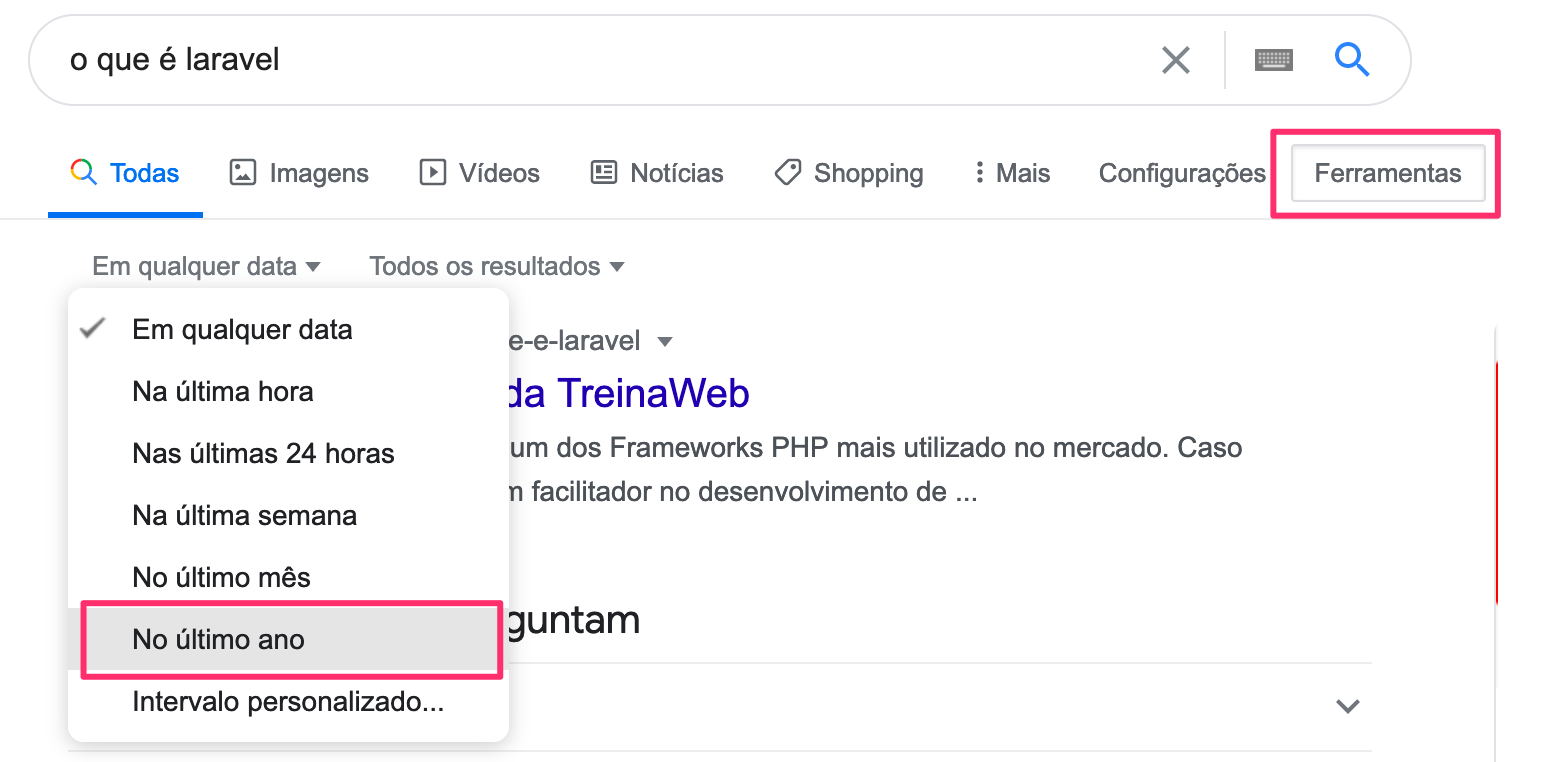 o que é laravel
Todas Imagens Vídeos Notícias Shopping Mais Configurações Ferramentas
Em qualquer data Todos os resultados
Em qualquer data
Na última hora
Nas últimas 24 horas
Na última semana
No último mês
No último ano
Intervalo personalizado...
e-e-laravel
da TreinaWeb
um dos Frameworks PHP mais utilizado no mercado. Caso
m facilitador no desenvolvimento de ...
guntam